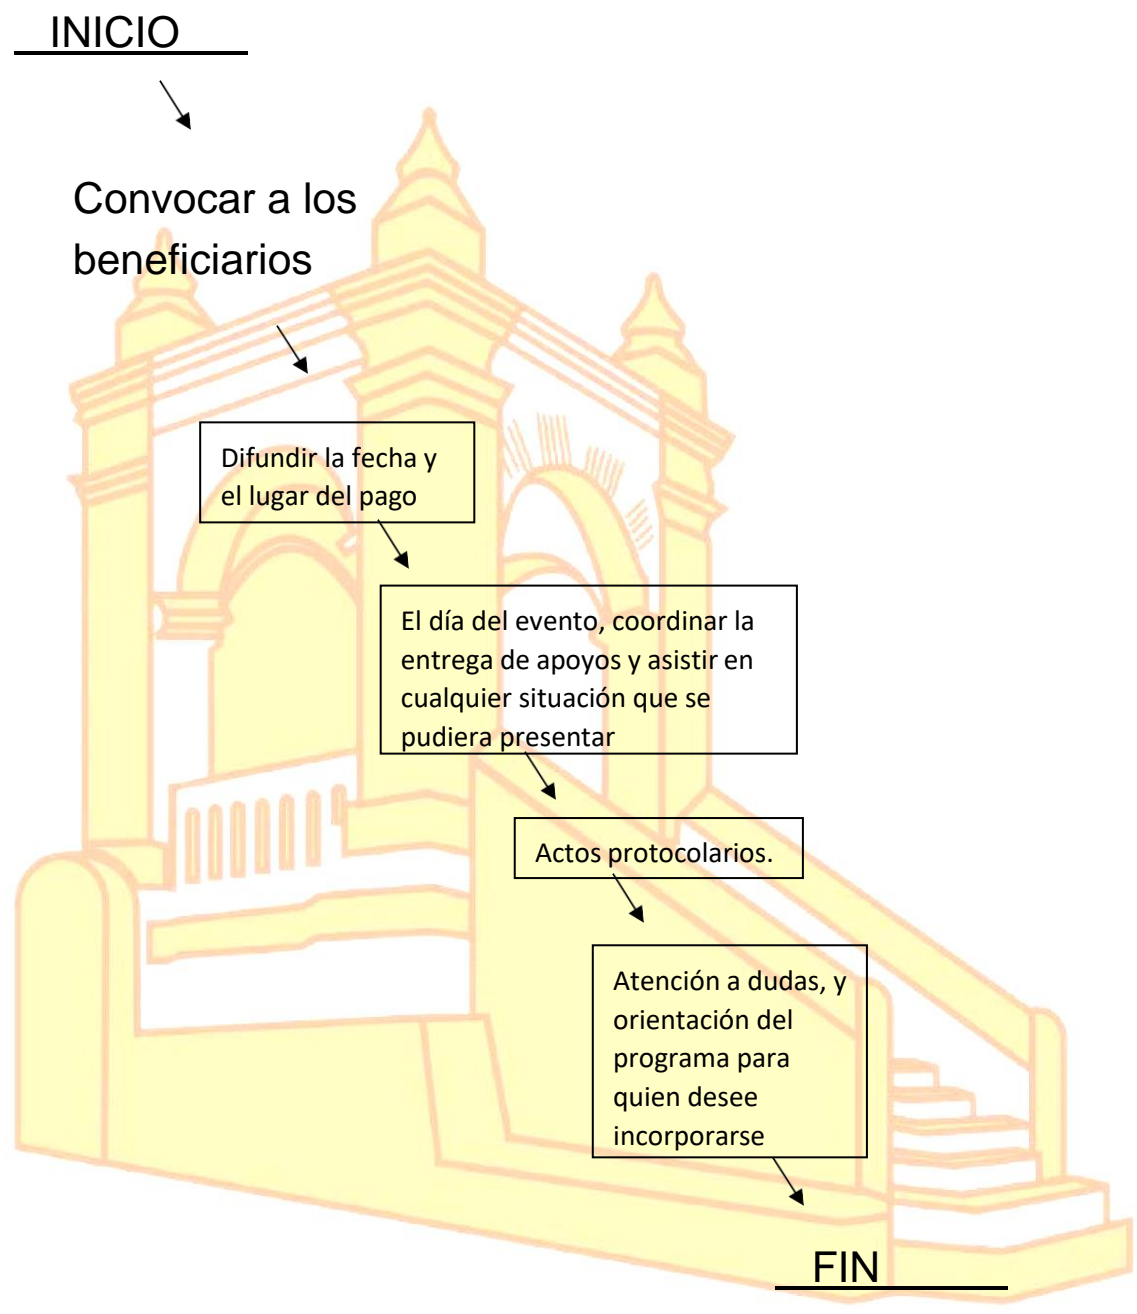 INICIO
Convocar a los
beneficiarios
Difundir la fecha y
el lugar del pago
El día del evento, coordinar la
entrega de apoyos y asistir en
cualquier situación que se
pudiera presentar
Actos protocolarios.
Atención a dudas, y
orientación del
programa para
quien desee
incorporarse
FIN